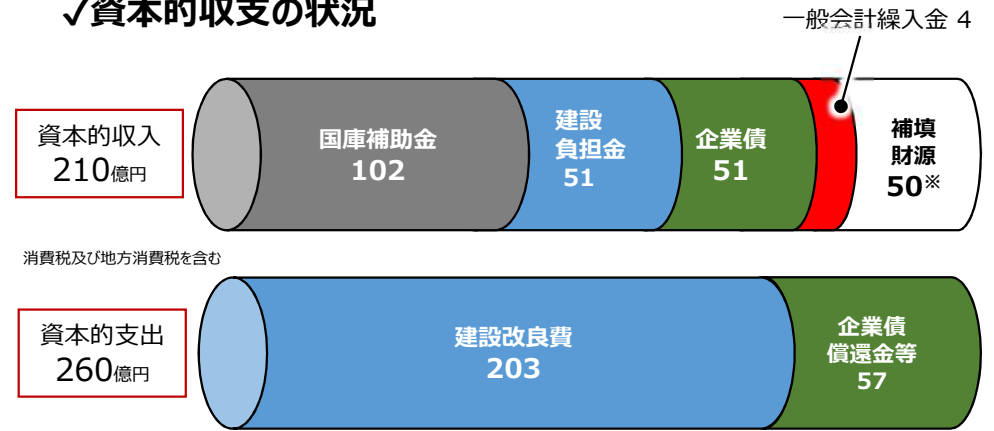 ✓資本的収支の状況
一般会計繰入金 4
資本的収入
210億円
国庫補助金
102
建設
負担金
51
企業債
51
補填
財源
50※
消費税及び地方消費税を含む
資本的支出
260億円
建設改良費
203
企業債
償還金等
57